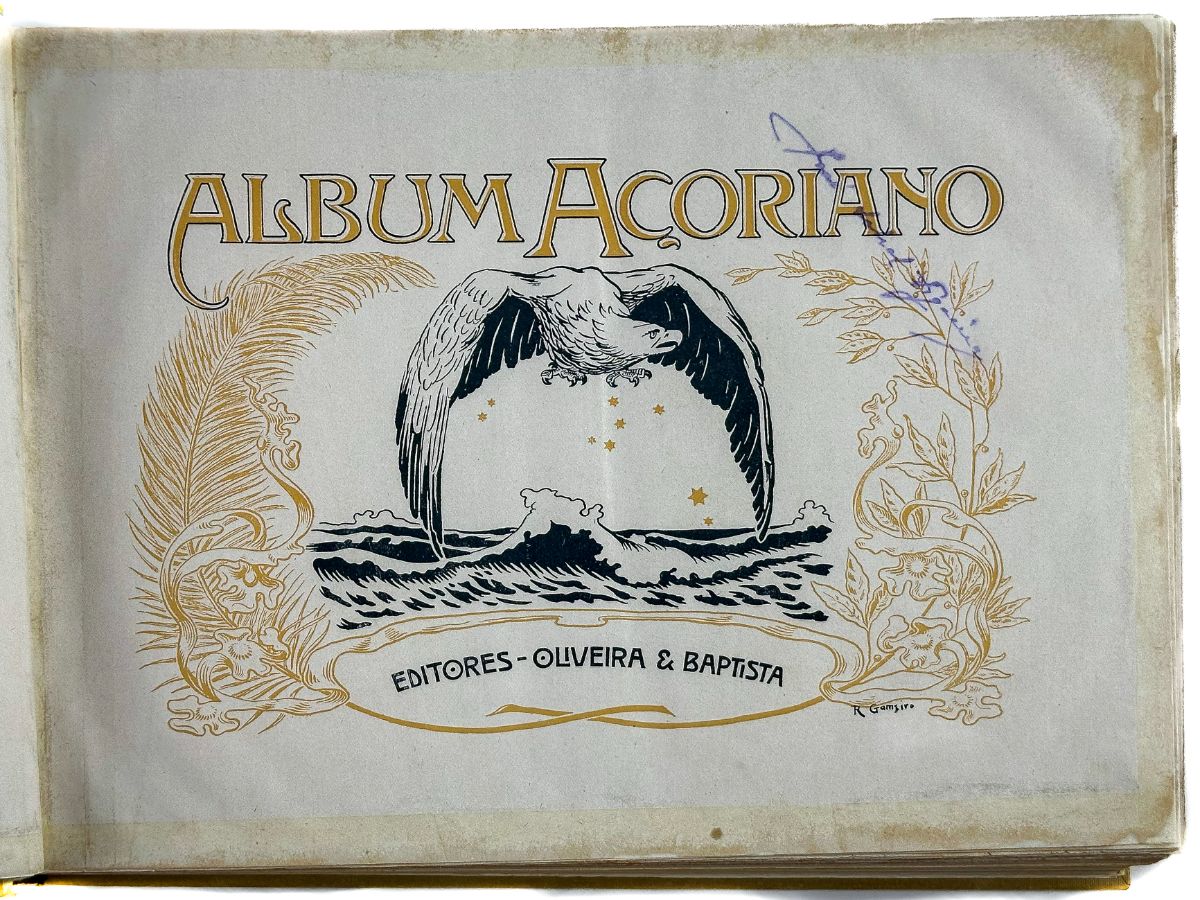 ALBUM AÇORIANO
EDITORES - OLIVEIRA & BAPTISTA
R Gameiro